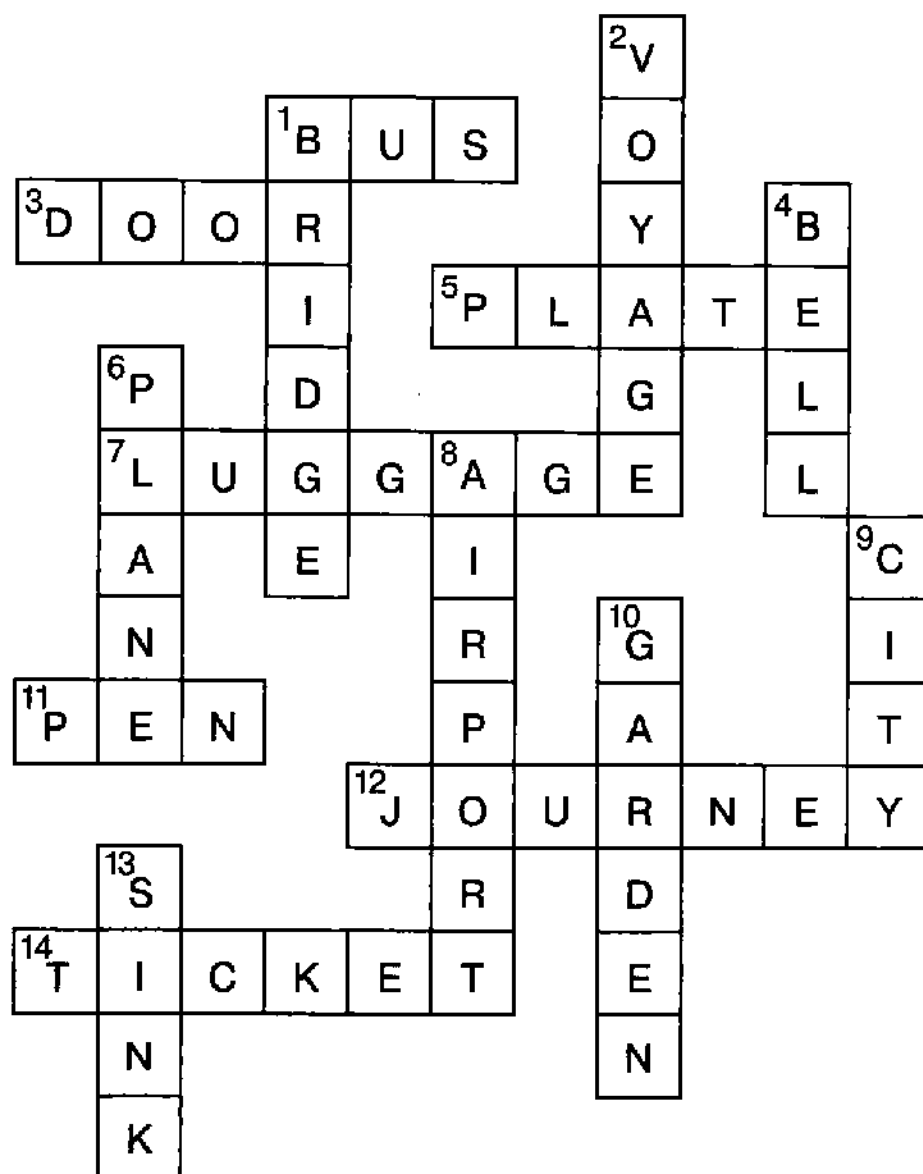 2V
1B U S O
3D O O R Y 4B
I 5P L A T E
6P D G L
7L U G G 8A G E L
A E I 9C
N R 10G I
11P E N P A T
12J O U R N E Y
13S R D
14T I C K E T E
N N
K